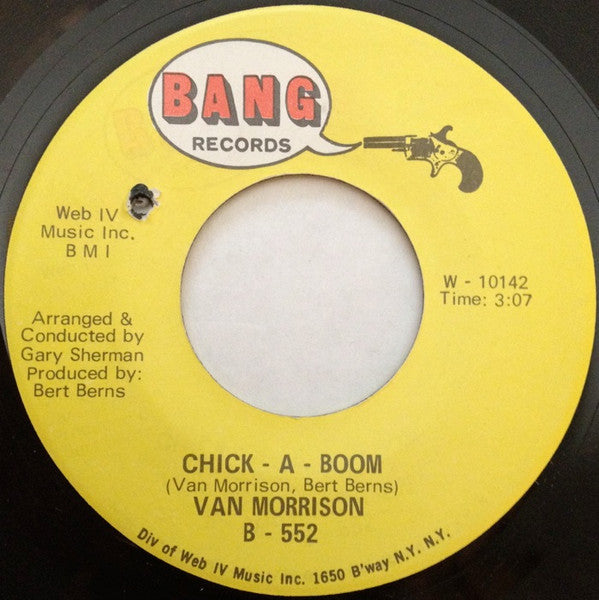 BANG
RECORDS
Web IV
Music Inc.
B M I
W - 10142
Time: 3:07
Arranged &
Conducted by
Gary Sherman
Produced by:
Bert Berns
CHICK - A - BOOM
(Van Morrison, Bert Berns)
VAN MORRISON
B - 552
Div of Web IV Music Inc. 1650 B'way N.Y. N.Y.